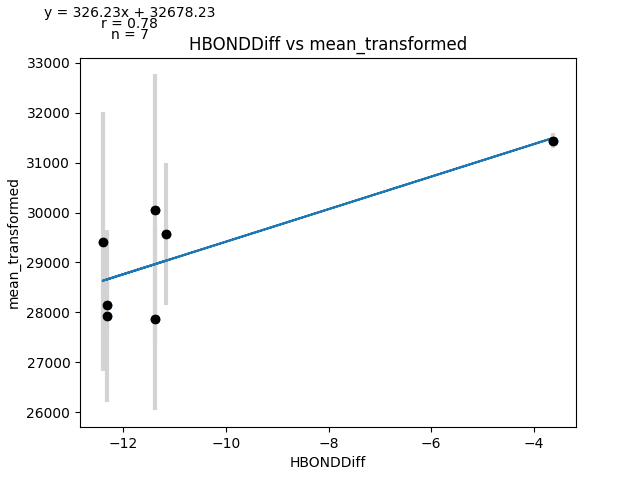 y = 326.23x + 32678.23
r = 0.78
n = 7
HBONDDiff vs mean_transformed
33000
32000
31000
30000
29000
28000
27000
26000
mean_transformed
−12
−10
−8
−6
−4
HBONDDiff